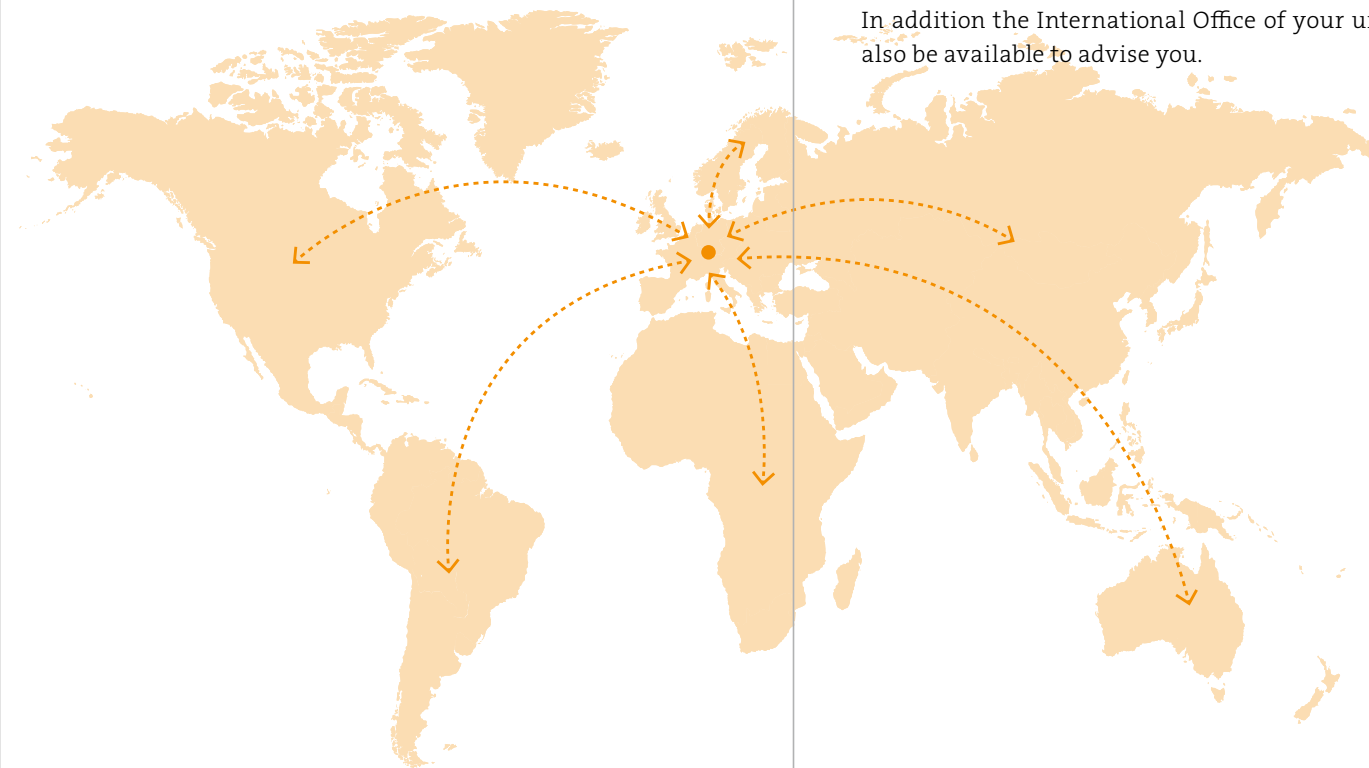 In addition the International Office of your
also be available to advise you.